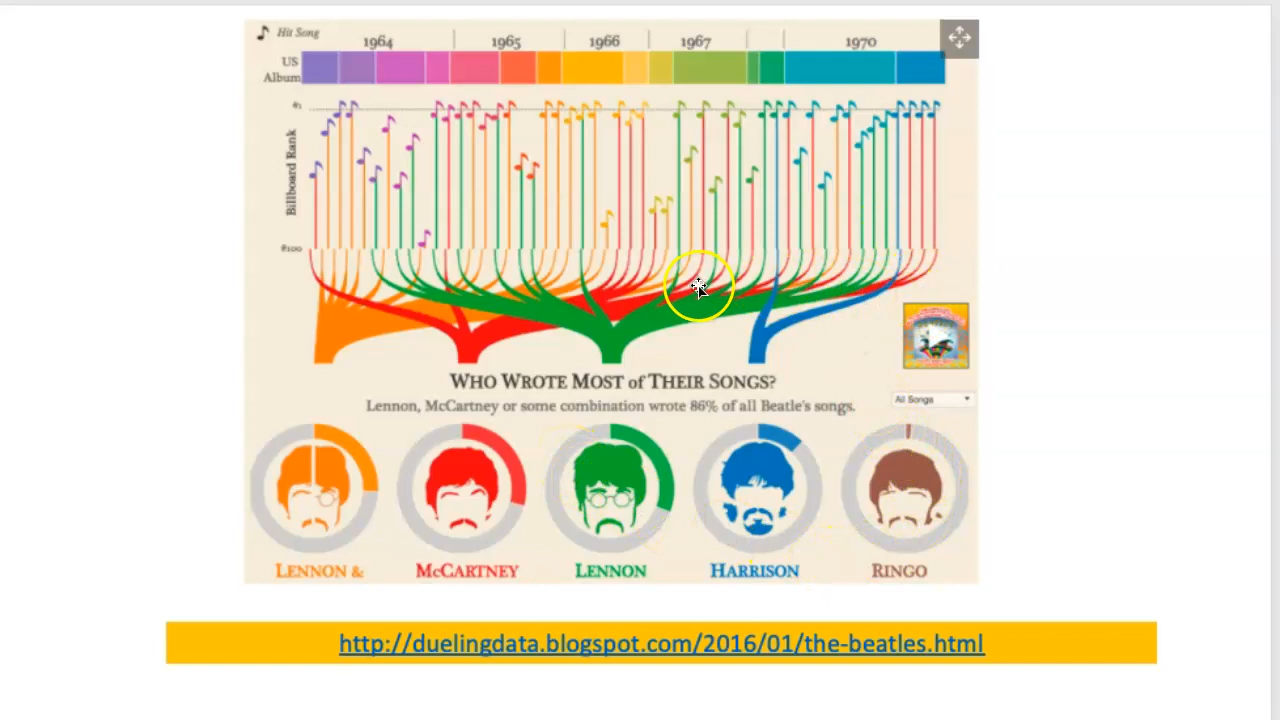 Hit Song
1964 1965 1966 1967 1970
US
Album
#1
Billboard Rank
#100
WHO WROTE MOST of THEIR SONGS?
Lennon, McCartney or some combination wrote 86% of all Beatle's songs.
All Songs
LENNON & McCARTNEY LENNON HARRISON RINGO
http://duelingdata.blogspot.com/2016/01/the-beatles.html